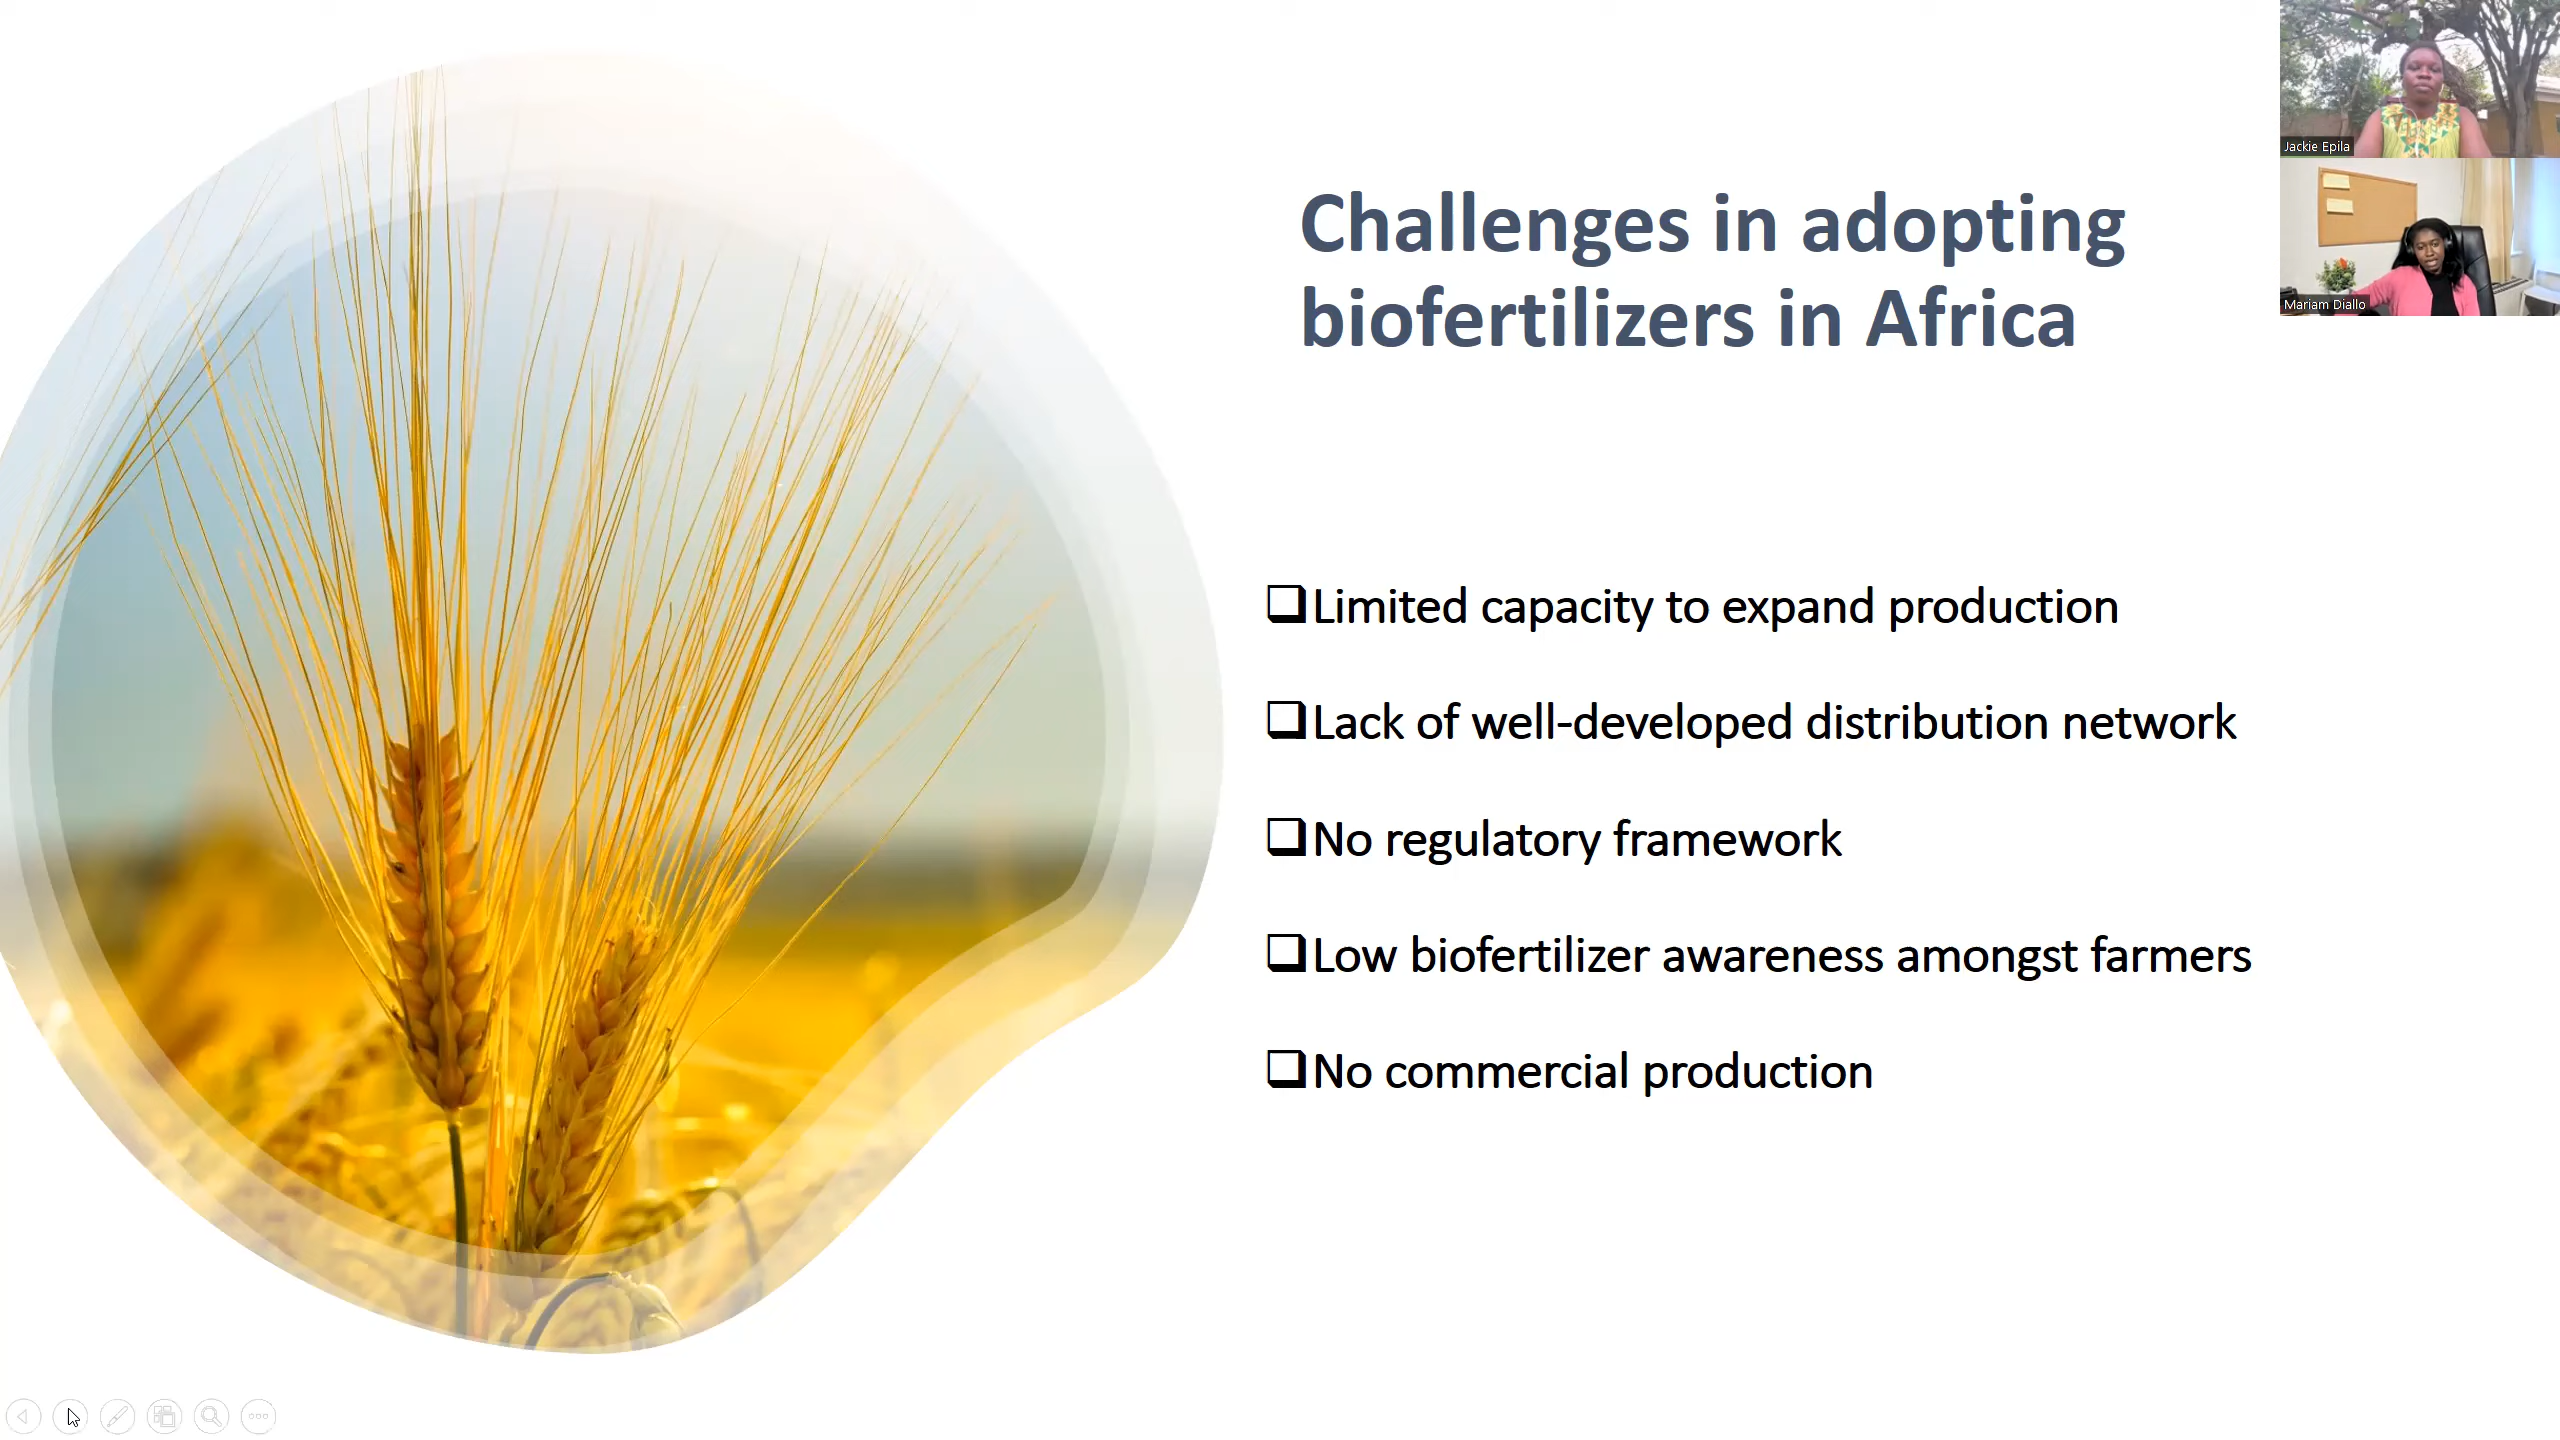 Challenges in adopting
biofertilizers in Africa
Limited capacity to expand production
Lack of well-developed distribution network
No regulatory framework
Low biofertilizer awareness amongst farmers
No commercial production
Jackie Epila
Mariam Diallo